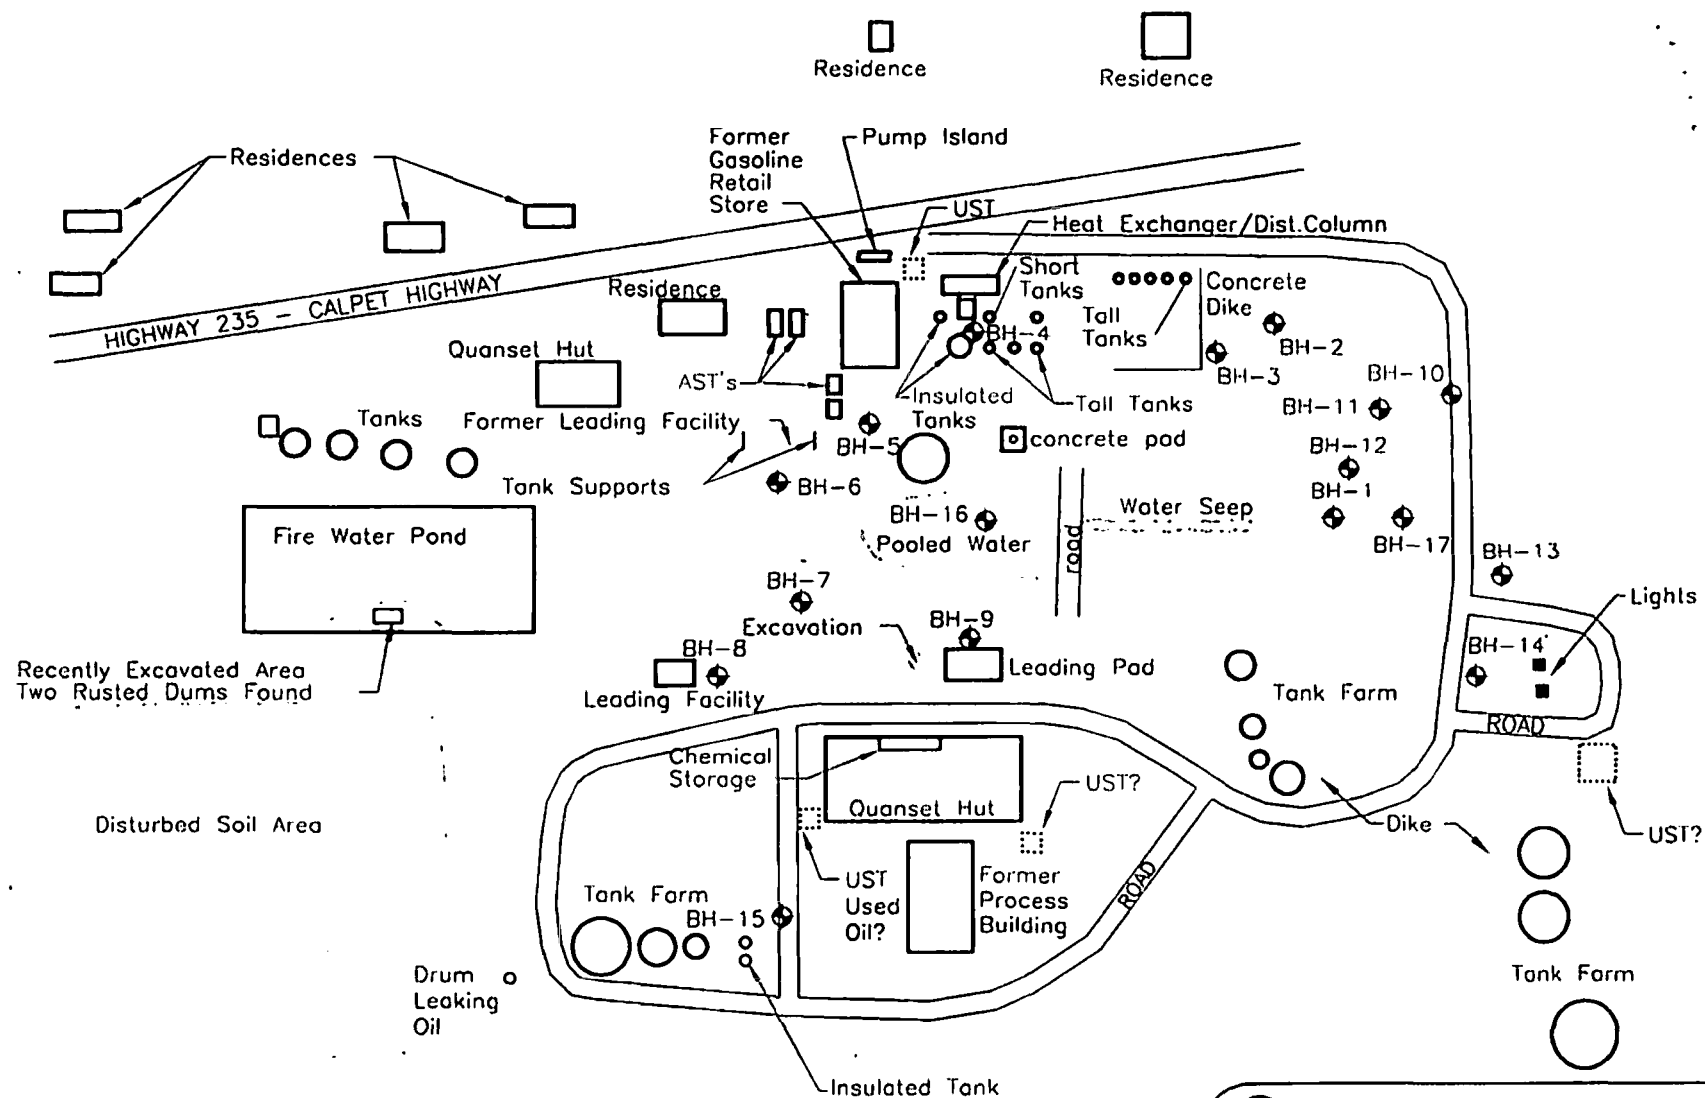 Residence
Residence
Former
Gasoline
Retail
Store
Pump Island
Residences
UST
Heat Exchanger/Dist.Column
Short
Tanks
Concrete
Dike
Tall
Tanks
HIGHWAY 235 - CALPET HIGHWAY
Residence
BH-4
BH-2
BH-3
Quanset Hut
AST's
BH-10
Insulated
Tanks
Tall Tanks
BH-11
Tanks
Former Leading Facility
BH-5
concrete pad
BH-12
Tank Supports
BH-6
BH-1
Fire Water Pond
BH-16
Pooled Water
road
Water Seep
BH-17
BH-13
BH-7
Excavation
BH-9
Lights
Recently Excavated Area
Two Rusted Dums Found
BH-8
Leading Facility
Leading Pad
BH-14
Tank Farm
ROAD
Chemical
Storage
Quanset Hut
UST?
Disturbed Soil Area
Dike
UST?
Tank Farm
BH-15
UST
Used
Oil?
Former
Process
Building
ROAD
Drum
Leaking
Oil
Tank Farm
Insulated Tank